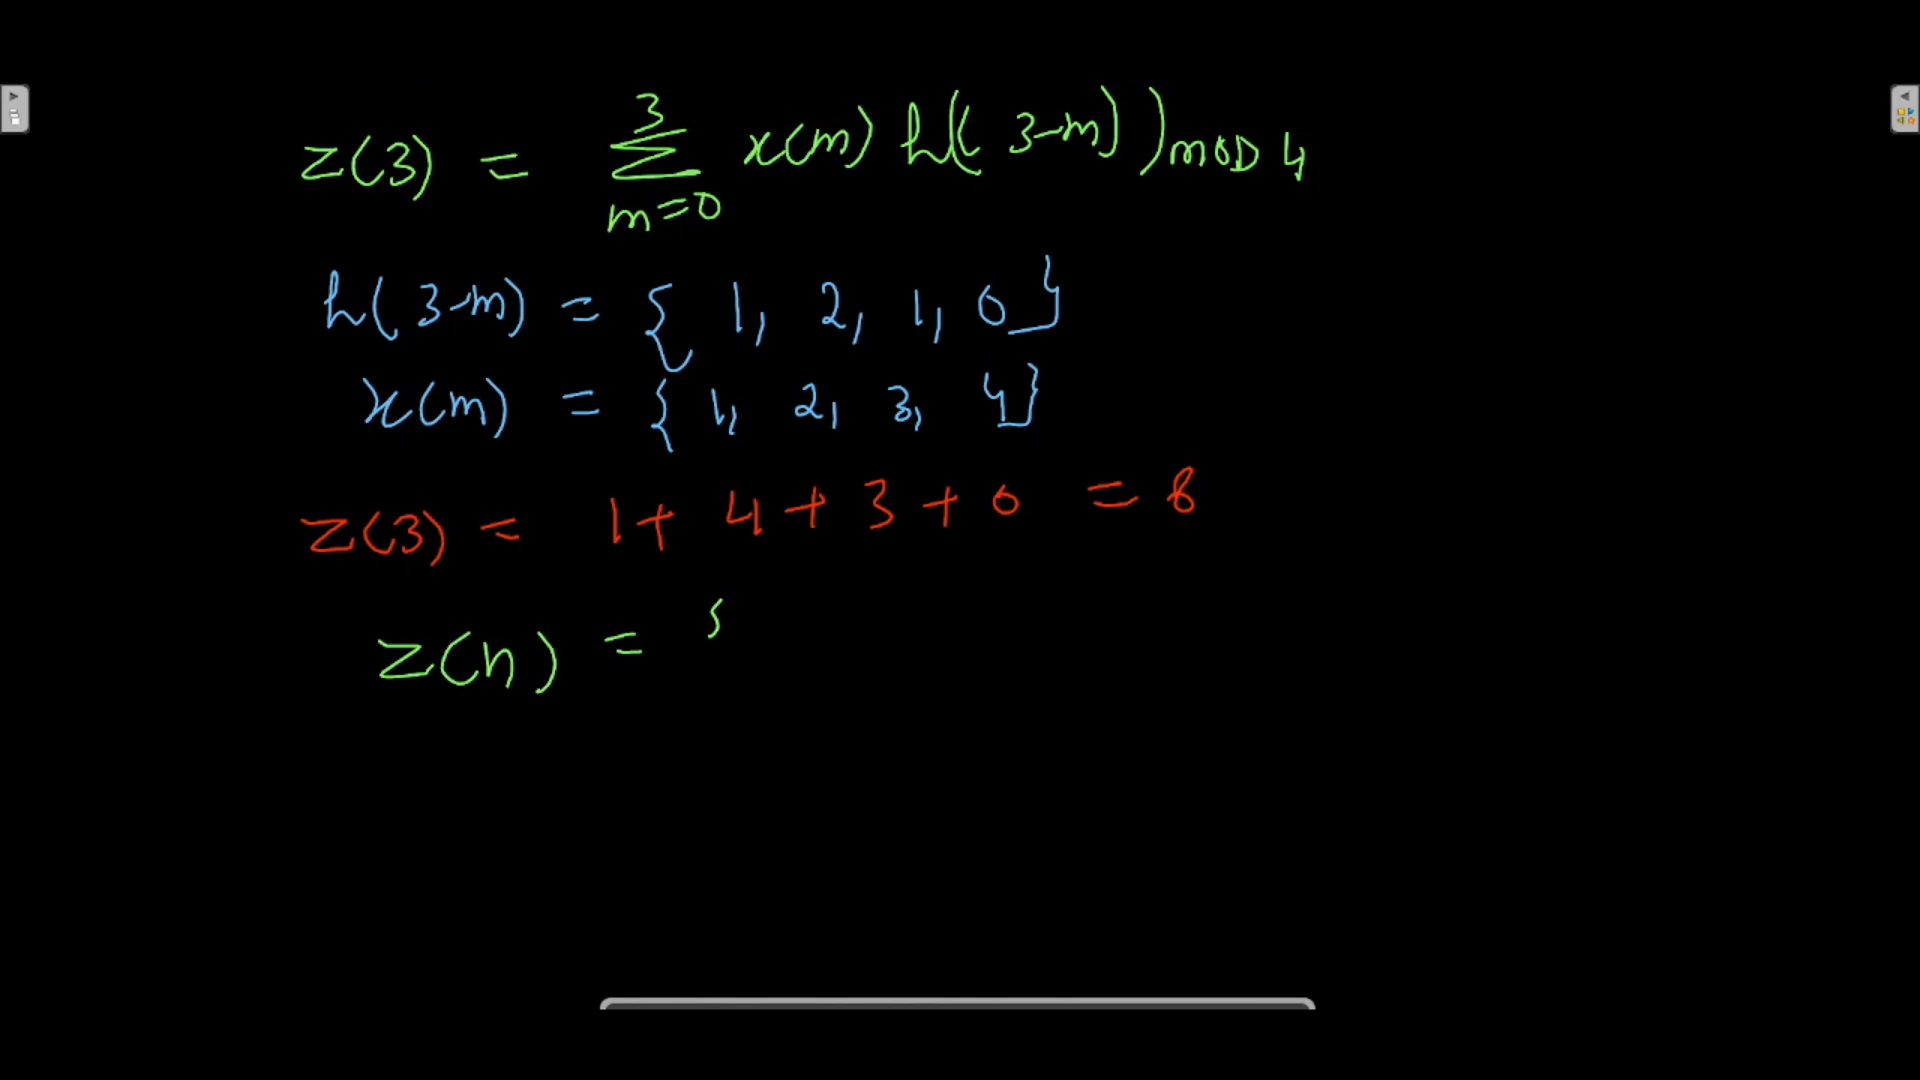 3
z(3) = Σ x(m) h(( 3-m) )mOD 4
m=0
h( 3-m) = { 1, 2, 1, 0 }
x(m) = { 1, 2, 3, 4 }
z(3) = 1 + 4 + 3 + 0 = 8
z(n) =